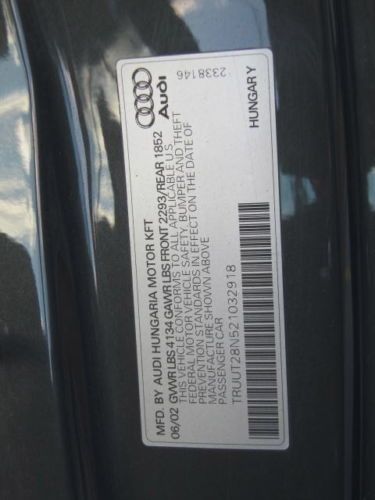 Audi
2338146
HUNGARY
MFD. BY AUDI HUNGARIA MOTOR KFT
06/02 GVWR LBS 4134 GAWR LBS FRONT 2293/REAR 1852
THIS VEHICLE CONFORMS TO ALL APPLICABLE U.S.
FEDERAL MOTOR VEHICLE SAFETY, BUMPER AND THEFT
PREVENTION STANDARDS IN EFFECT ON THE DATE OF
MANUFACTURE SHOWN ABOVE
PASSENGER CAR
TRUUT28N521032918